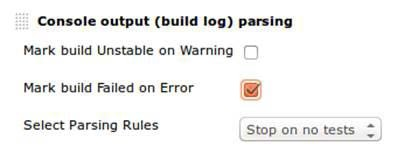 Console output (build log) parsing
Mark build Unstable on Warning
Mark build Failed on Error
Select Parsing Rules
Stop on no tests